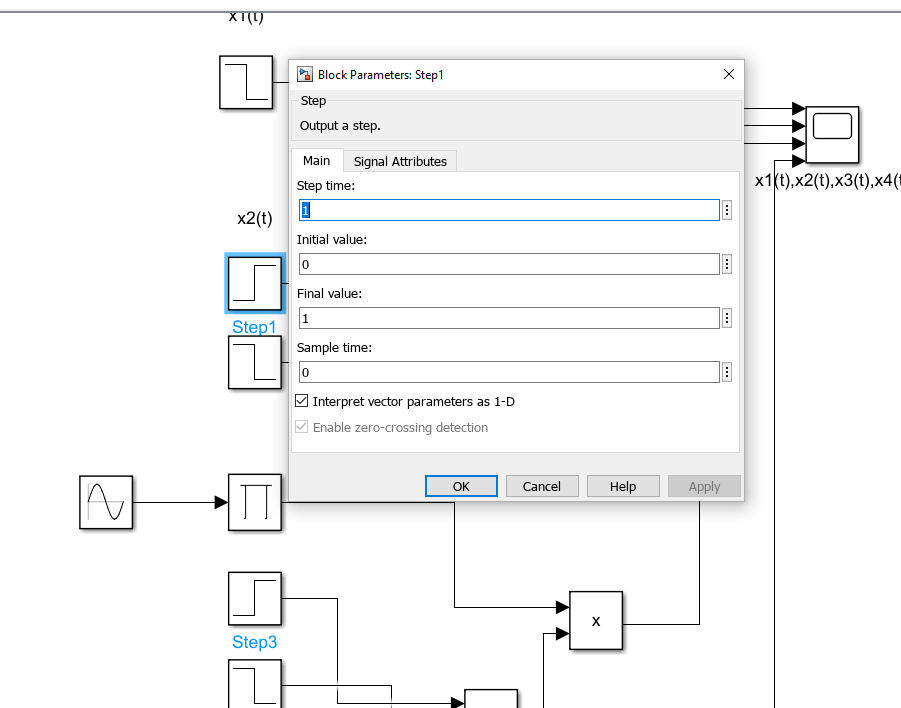 x1(t)
Block Parameters: Step1
Step
Output a step.
Main
Signal Attributes
Step time:
1
x2(t)
Initial value:
0
Final value:
1
Step1
Sample time:
0
Interpret vector parameters as 1-D
Enable zero-crossing detection
OK
Cancel
Help
Apply
x1(t),x2(t),x3(t),x4(t
x
Step3